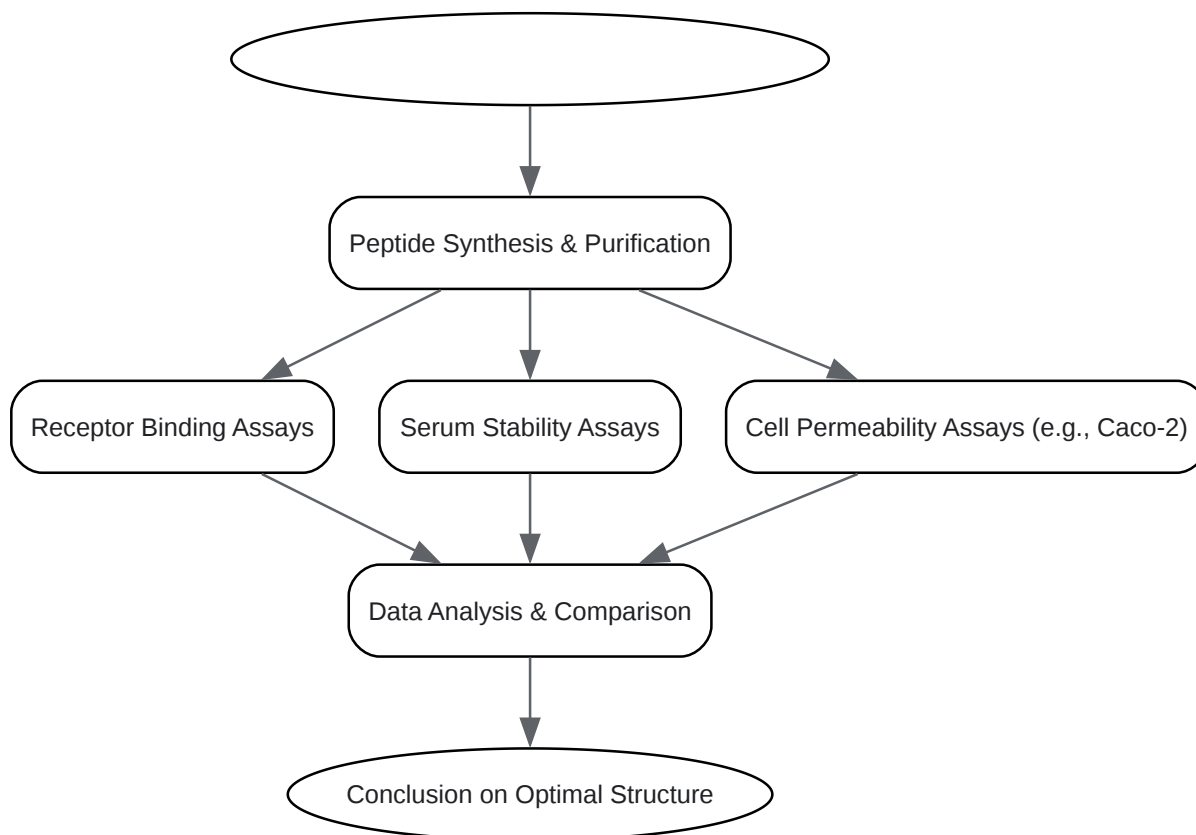 Peptide Synthesis & Purification
Receptor Binding Assays
Serum Stability Assays
Cell Permeability Assays (e.g., Caco-2)
Data Analysis & Comparison
Conclusion on Optimal Structure